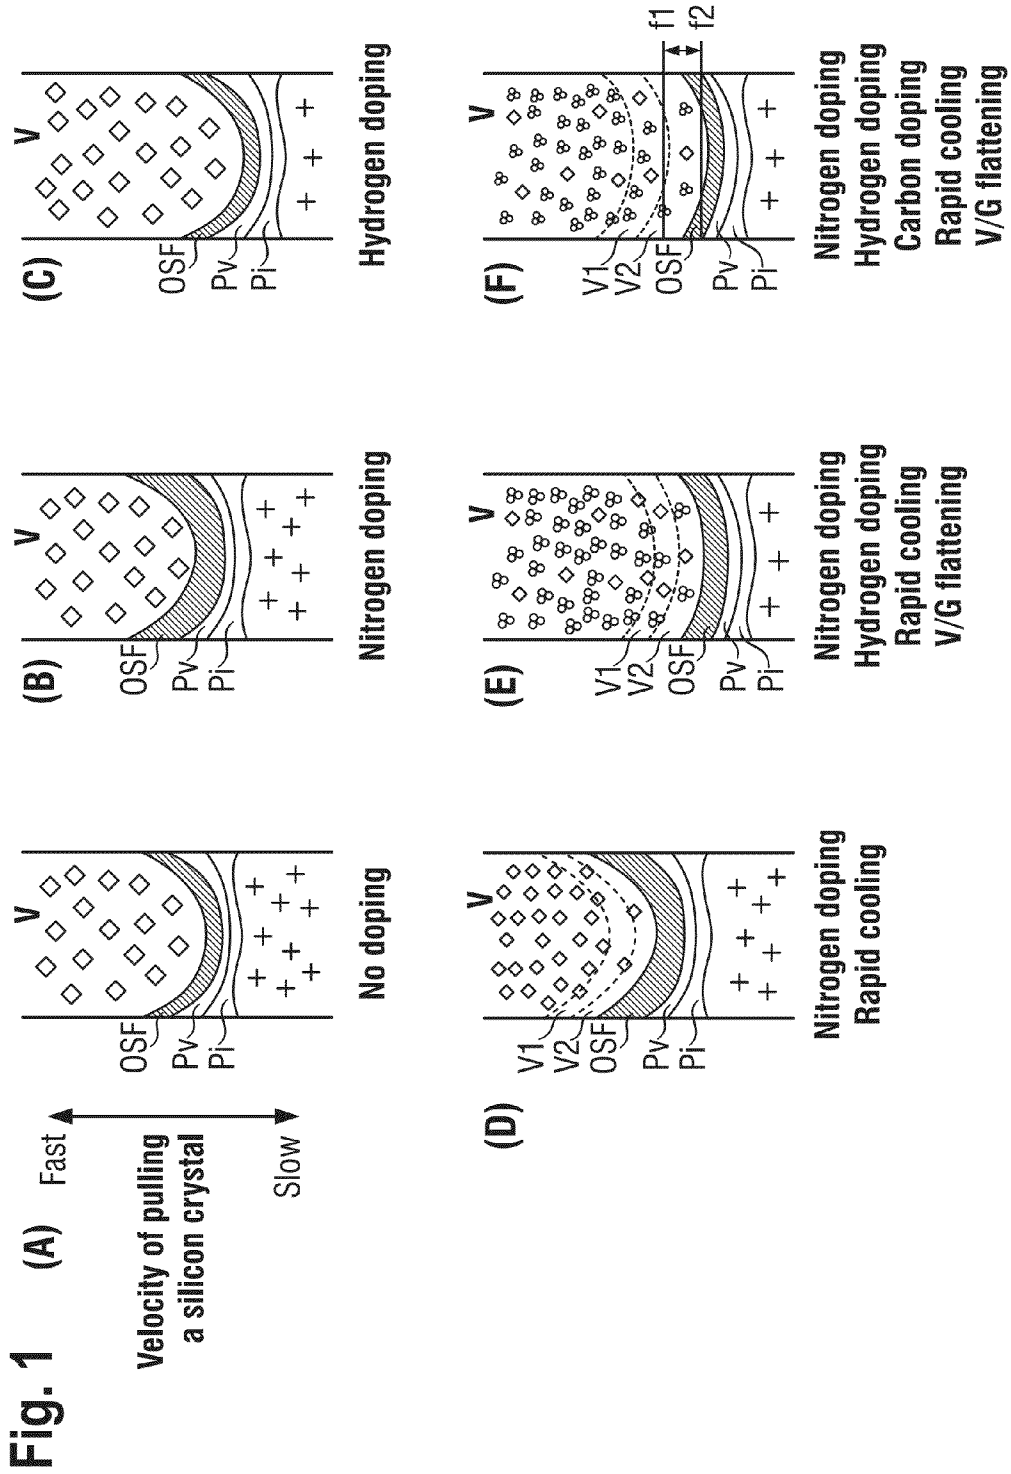 Fig. 1
(A)
Fast
Velocity of pulling
a silicon crystal
Slow
V
OSF
Pv
Pi
No doping
(B)
V
OSF
Pv
Pi
Nitrogen doping
(C)
V
OSF
Pv
Pi
Hydrogen doping
(D)
V
V1
V2
OSF
Pv
Pi
Nitrogen doping
Rapid cooling
(E)
V
V1
V2
OSF
Pv
Pi
Nitrogen doping
Hydrogen doping
Rapid cooling
V/G flattening
(F)
V
V1
V2
OSF
Pv
Pi
f1
f2
Nitrogen doping
Hydrogen doping
Carbon doping
Rapid cooling
V/G flattening